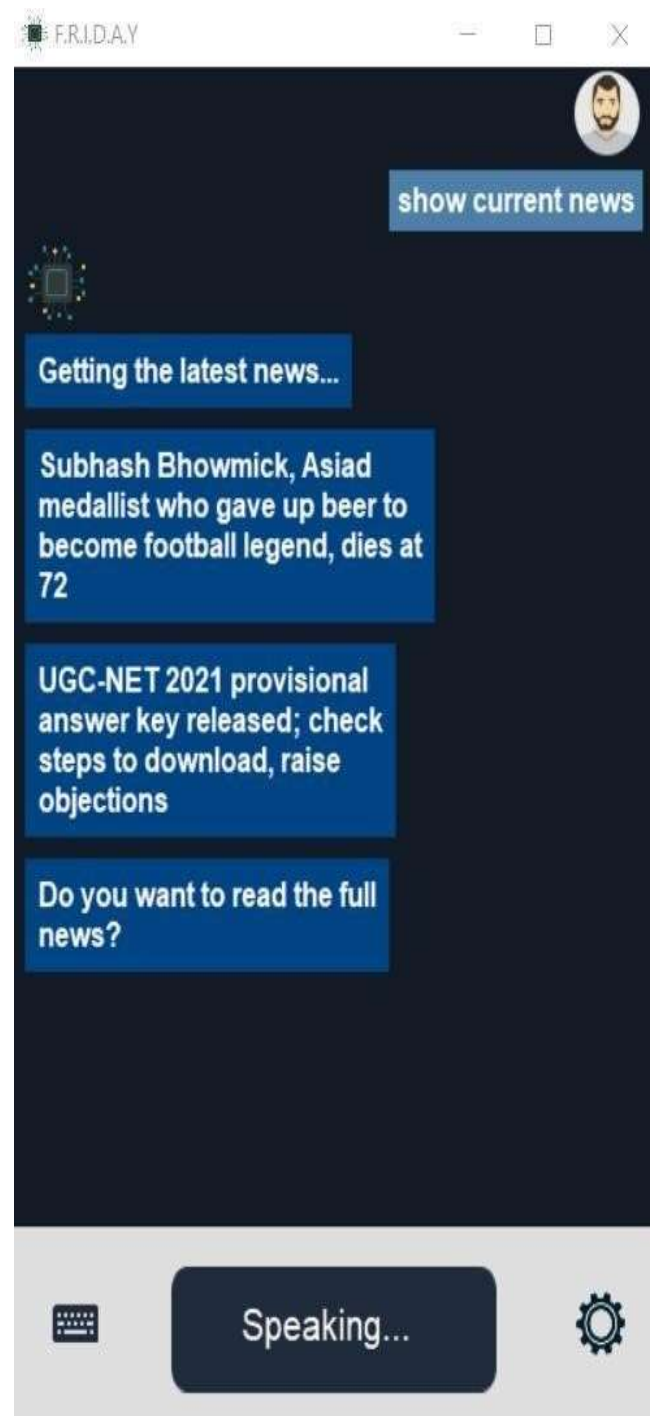 F.R.I.D.A.Y
show current news
Getting the latest news...
Subhash Bhowmick, Asiad
medallist who gave up beer to
become football legend, dies at
72
UGC-NET 2021 provisional
answer key released; check
steps to download, raise
objections
Do you want to read the full
news?
Speaking...